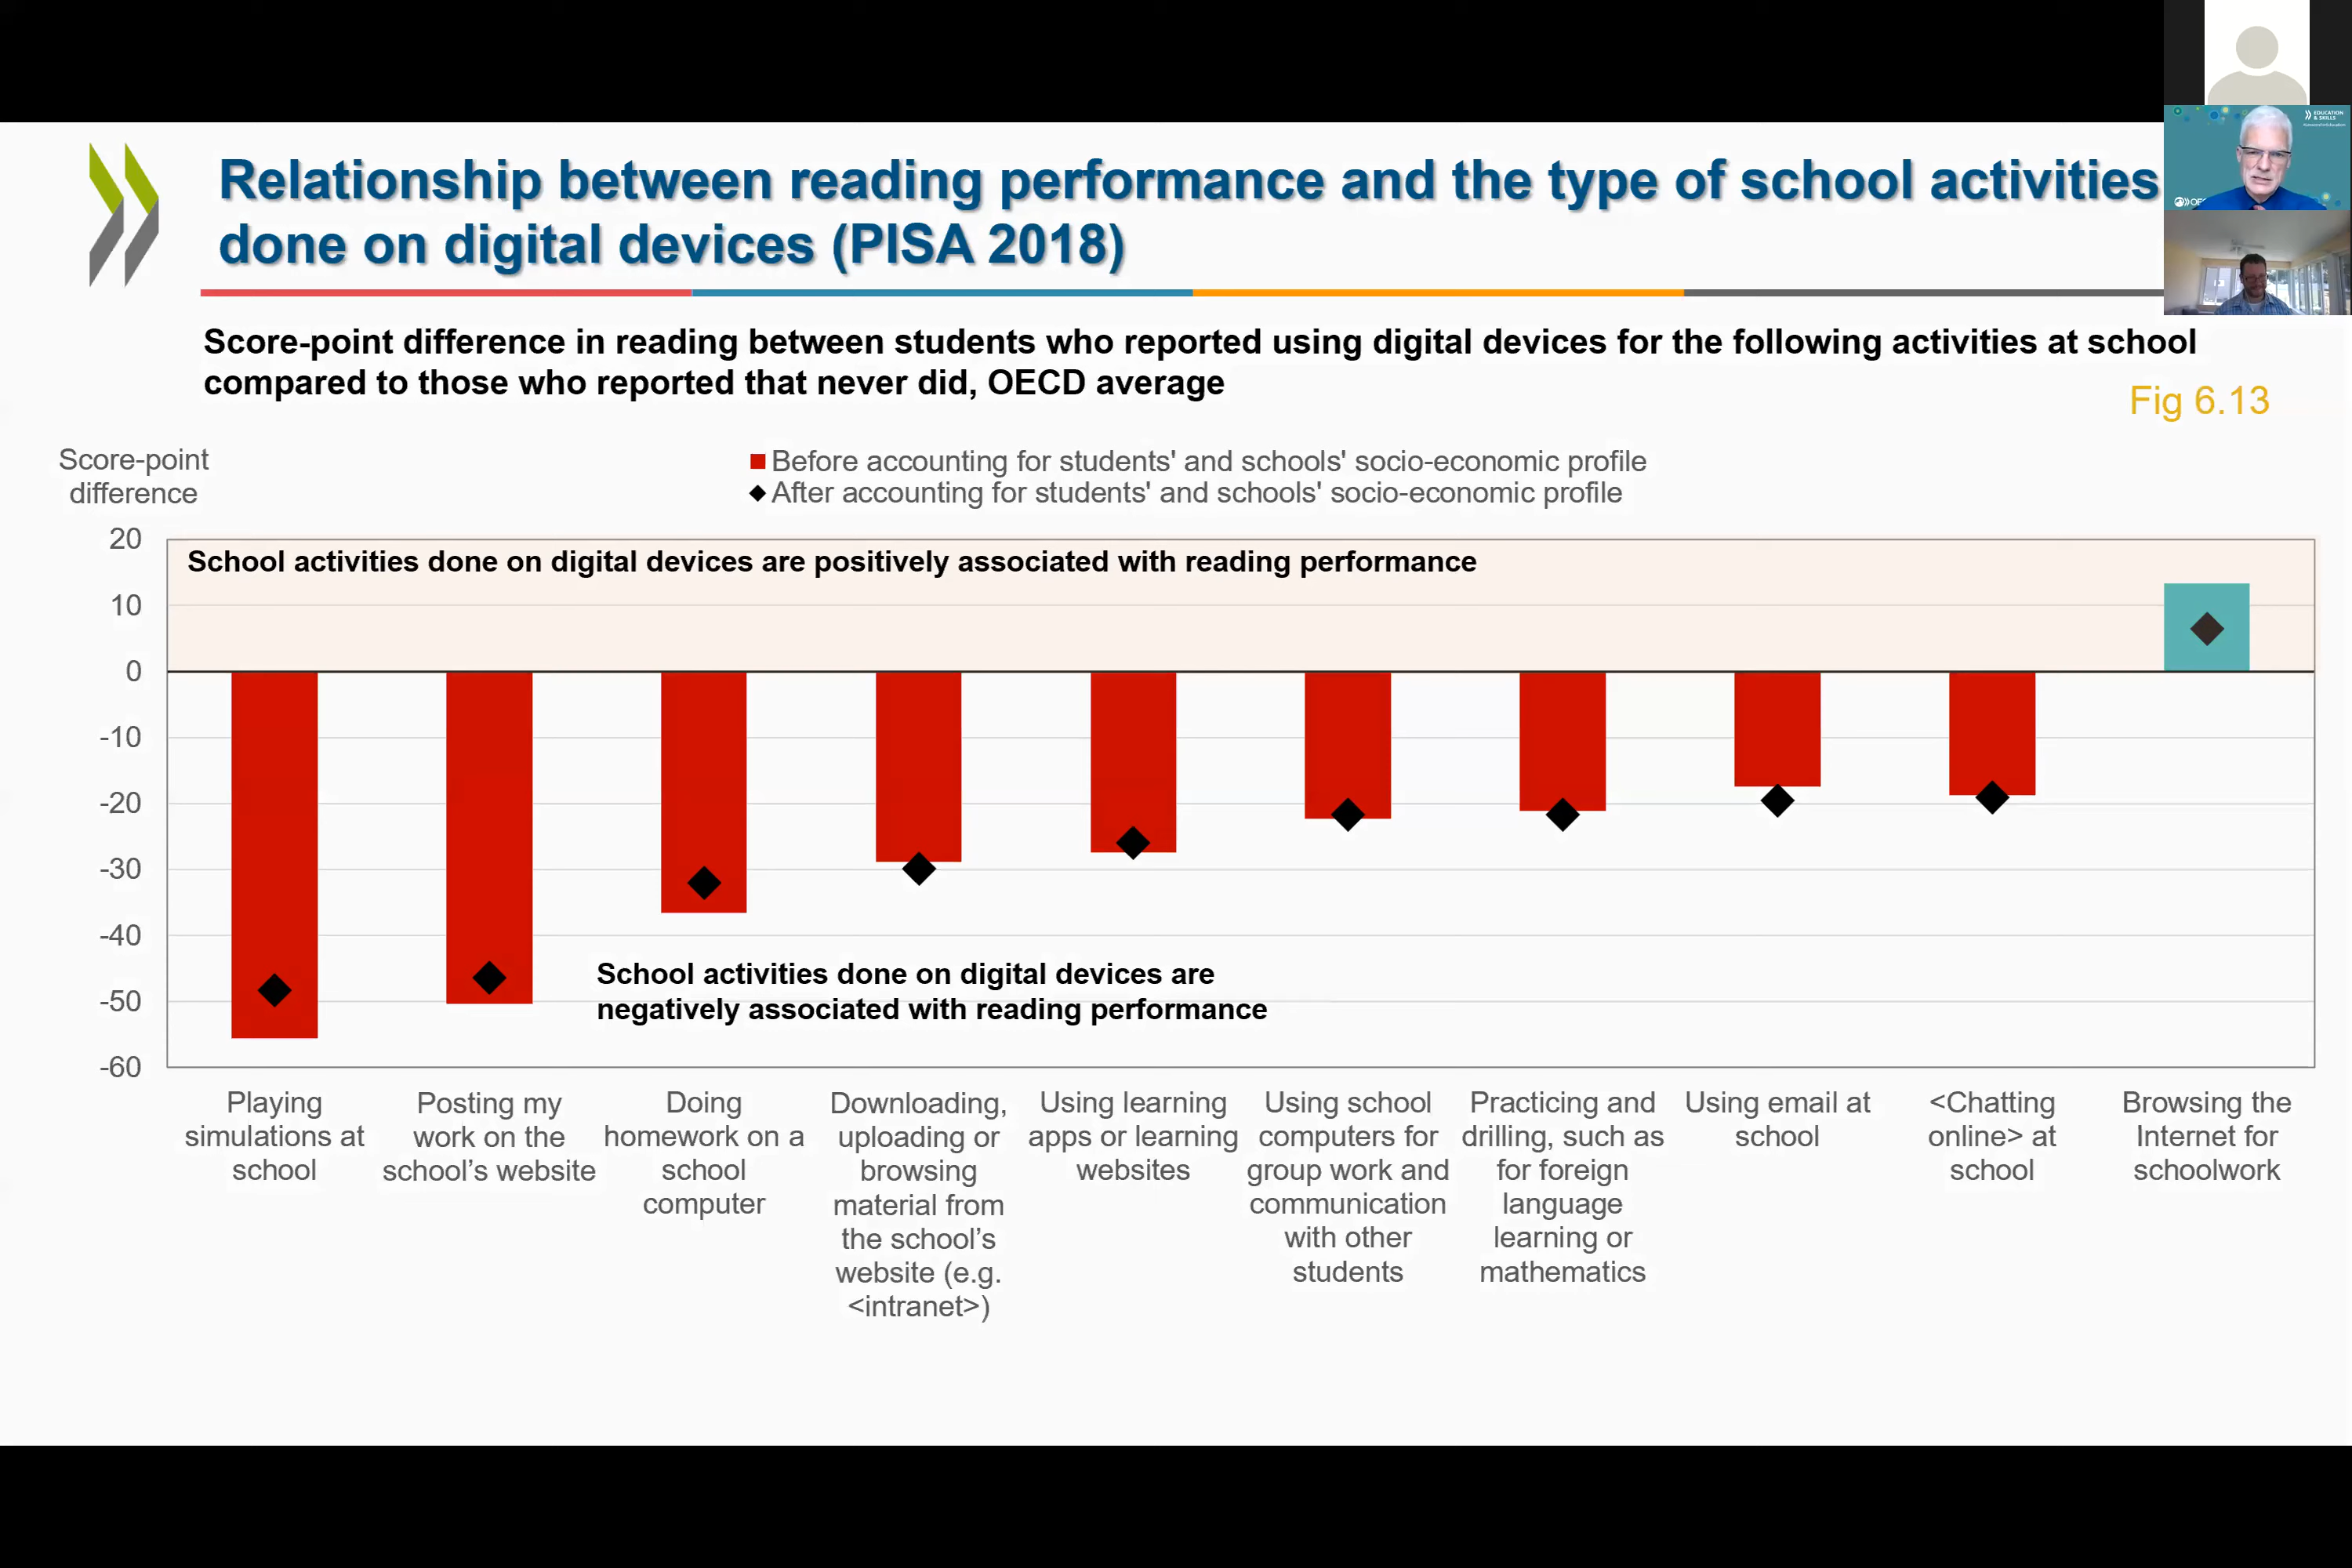 Relationship between reading performance and the type of school activities
done on digital devices (PISA 2018)
EDUCATION
& SKILLS
Score-point difference in reading between students who reported using digital devices for the following activities at school
compared to those who reported that never did, OECD average
Fig 6.13
Score-point
difference
Before accounting for students' and schools' socio-economic profile
After accounting for students' and schools' socio-economic profile
20
10
0
-10
-20
-30
-40
-50
-60
School activities done on digital devices are positively associated with reading performance
School activities done on digital devices are
negatively associated with reading performance
Playing
simulations at
school
Posting my
work on the
school’s website
Doing
homework on a
school
computer
Downloading,
uploading or
browsing
material from
the school’s
website (e.g.
<intranet>)
Using learning
apps or learning
websites
Using school
computers for
group work and
communication
with other
students
Practicing and
drilling, such as
for foreign
language
learning or
mathematics
Using email at
school
<Chatting
online> at
school
Browsing the
Internet for
schoolwork